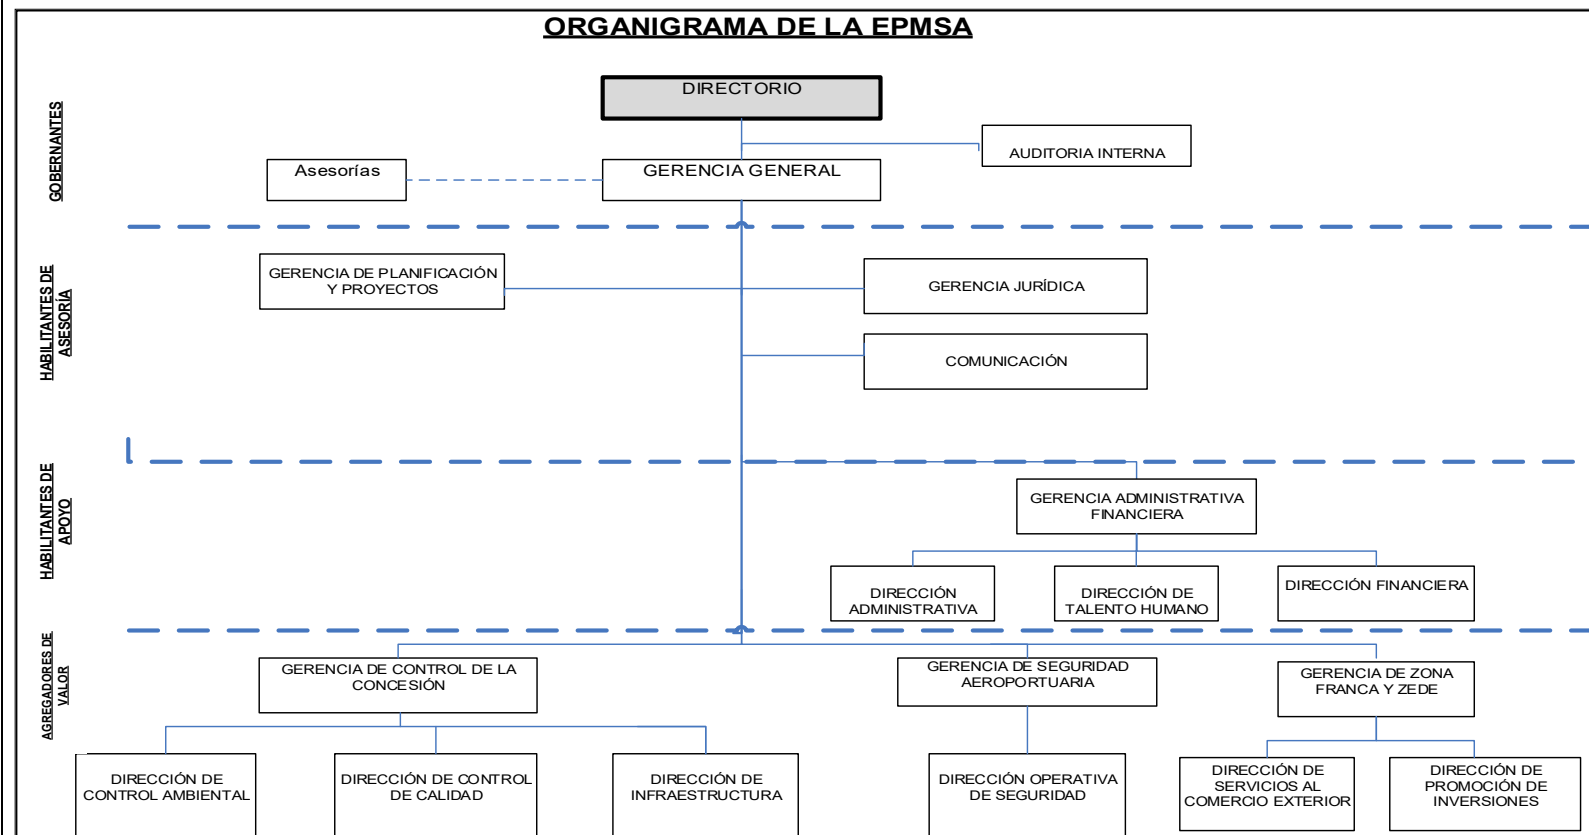 ORGANIGRAMA DE LA EPMSA
GOBERNANTES
DIRECTORIO
AUDITORIA INTERNA
Asesorías
GERENCIA GENERAL
HABILITANTES DE
ASESORÍA
GERENCIA DE PLANIFICACIÓN
Y PROYECTOS
GERENCIA JURÍDICA
COMUNICACIÓN
HABILITANTES DE
APOYO
GERENCIA ADMINISTRATIVA
FINANCIERA
DIRECCIÓN
ADMINISTRATIVA
DIRECCIÓN DE
TALENTO HUMANO
DIRECCIÓN FINANCIERA
AGREGADORES DE
VALOR
GERENCIA DE CONTROL DE LA
CONCESIÓN
GERENCIA DE SEGURIDAD
AEROPORTUARIA
GERENCIA DE ZONA
FRANCA Y ZEDE
DIRECCIÓN DE
CONTROL AMBIENTAL
DIRECCIÓN DE CONTROL
DE CALIDAD
DIRECCIÓN DE
INFRAESTRUCTURA
DIRECCIÓN OPERATIVA
DE SEGURIDAD
DIRECCIÓN DE
SERVICIOS AL
COMERCIO EXTERIOR
DIRECCIÓN DE
PROMOCIÓN DE
INVERSIONES